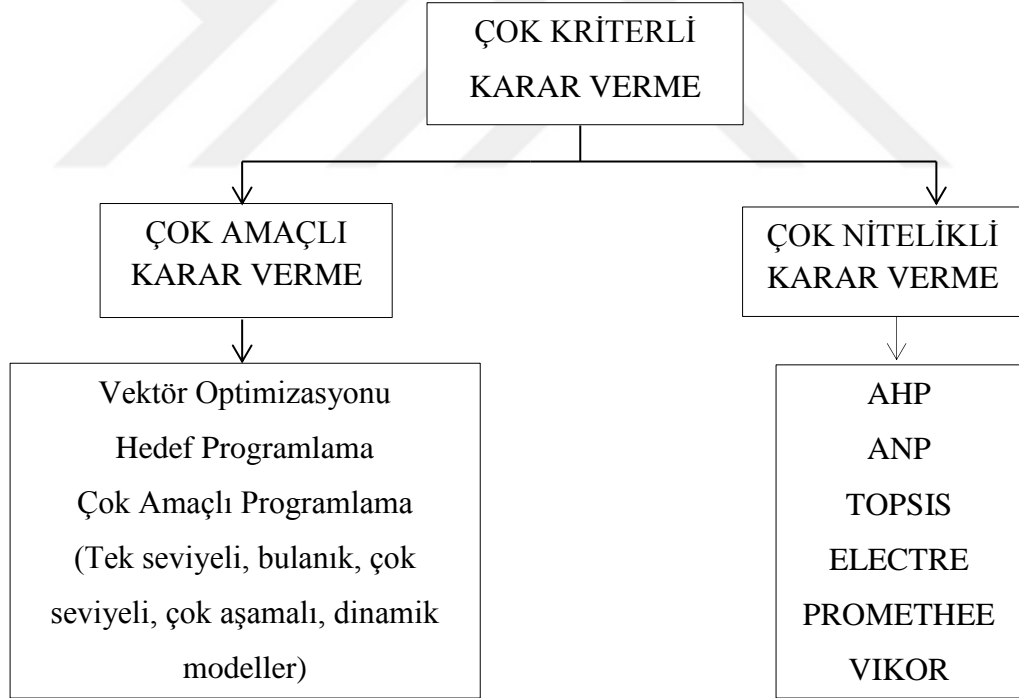 ÇOK KRİTERLİ
KARAR VERME
ÇOK AMAÇLI
KARAR VERME
ÇOK NİTELİKLİ
KARAR VERME
Vektör Optimizasyonu
Hedef Programlama
Çok Amaçlı Programlama
(Tek seviyeli, bulanık, çok
seviyeli, çok aşamalı, dinamik
modeller)
AHP
ANP
TOPSIS
ELECTRE
PROMETHEE
VIKOR